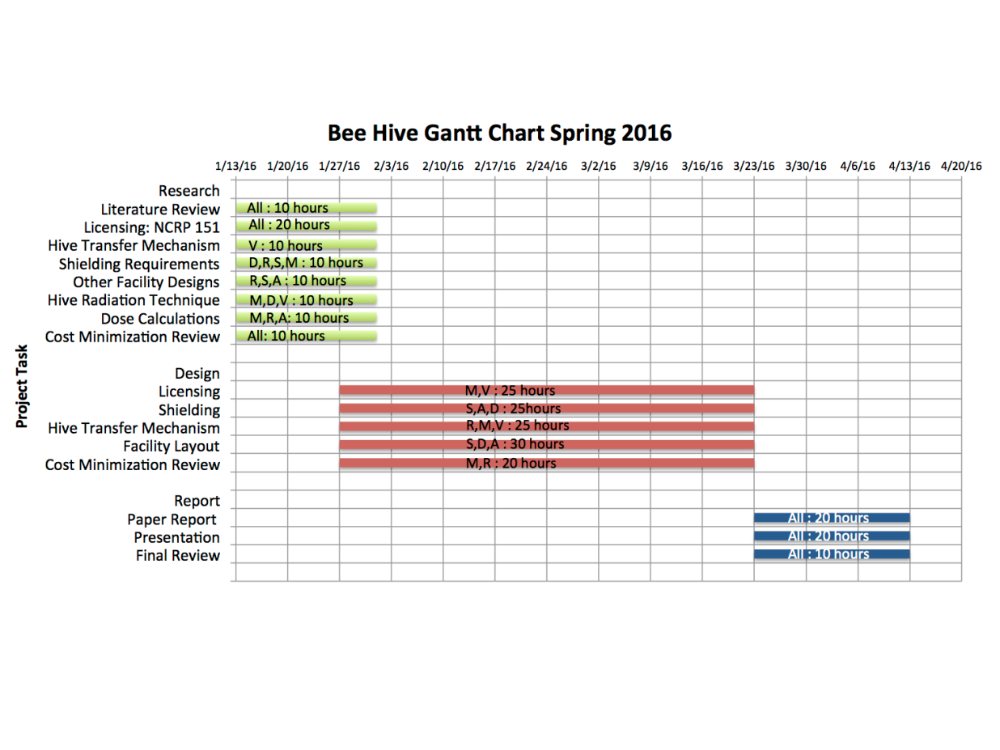 Bee Hive Gantt Chart Spring 2016
1/13/16 1/20/16 1/27/16 2/3/16 2/10/16 2/17/16 2/24/16 3/2/16 3/9/16 3/16/16 3/23/16 3/30/16 4/6/16 4/13/16 4/20/16
Project Task
Research
Literature Review All : 10 hours
Licensing: NCRP 151 All : 20 hours
Hive Transfer Mechanism V : 10 hours
Shielding Requirements D,R,S,M : 10 hours
Other Facility Designs R,S,A : 10 hours
Hive Radiation Technique M,D,V : 10 hours
Dose Calculations M,R,A: 10 hours
Cost Minimization Review All: 10 hours
Design
Licensing M,V : 25 hours
Shielding S,A,D : 25hours
Hive Transfer Mechanism R,M,V : 25 hours
Facility Layout S,D,A : 30 hours
Cost Minimization Review M,R : 20 hours
Report
Paper Report All : 20 hours
Presentation All : 20 hours
Final Review All : 10 hours